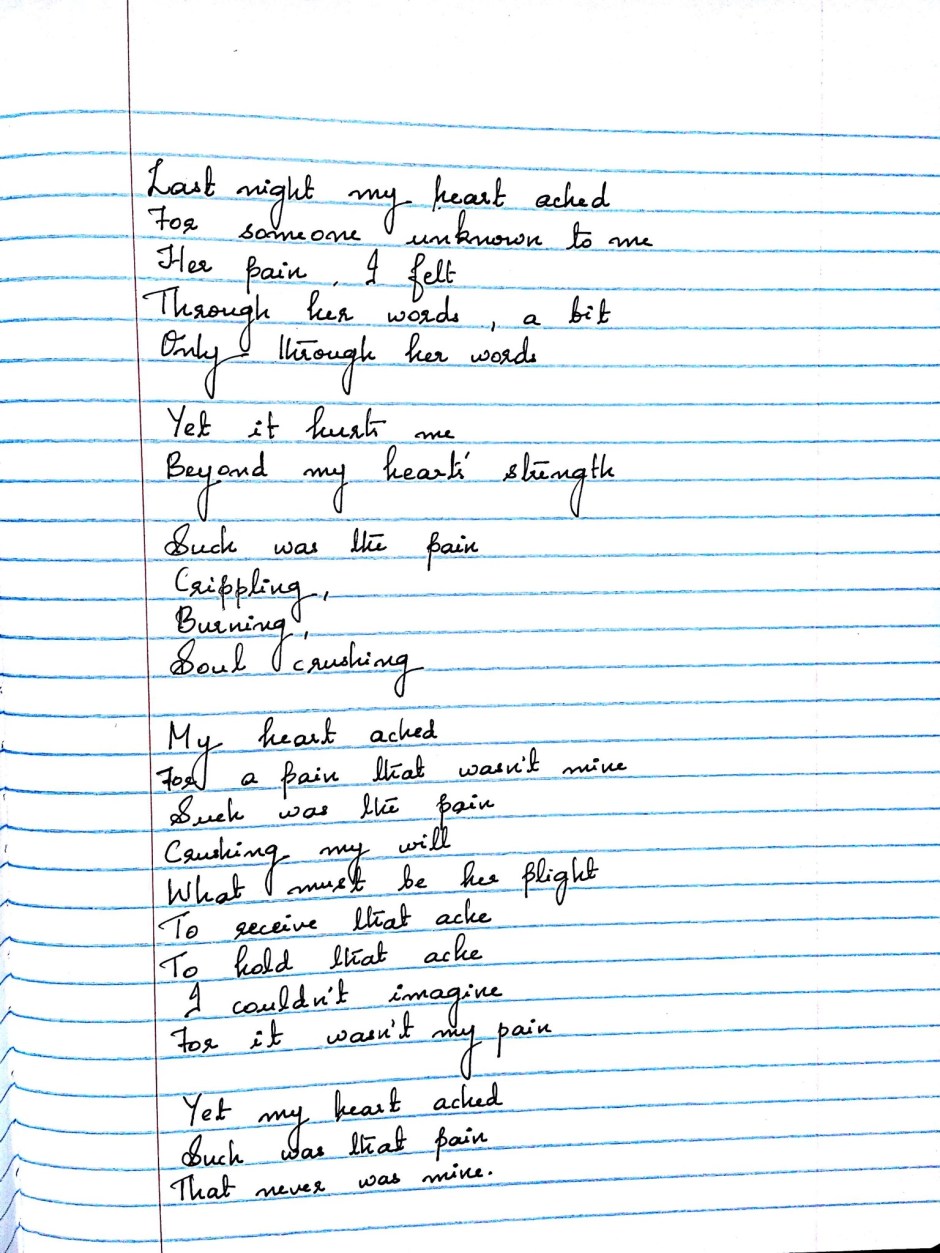 Last night my heart ached
For someone unknown to me
Her pain, I felt
Through her words, a bit
Only through her words
Yet it hurts me
Beyond my hearts' strength
Such was the pain
Crippling,
Burning,
Soul crushing
My heart ached
For a pain that wasn't mine
Such was the pain
Crushing my will
What must be her plight
To receive that ache
To hold that ache
I couldn't imagine
For it wasn't my pain
Yet my heart ached
Such was that pain
That never was mine.